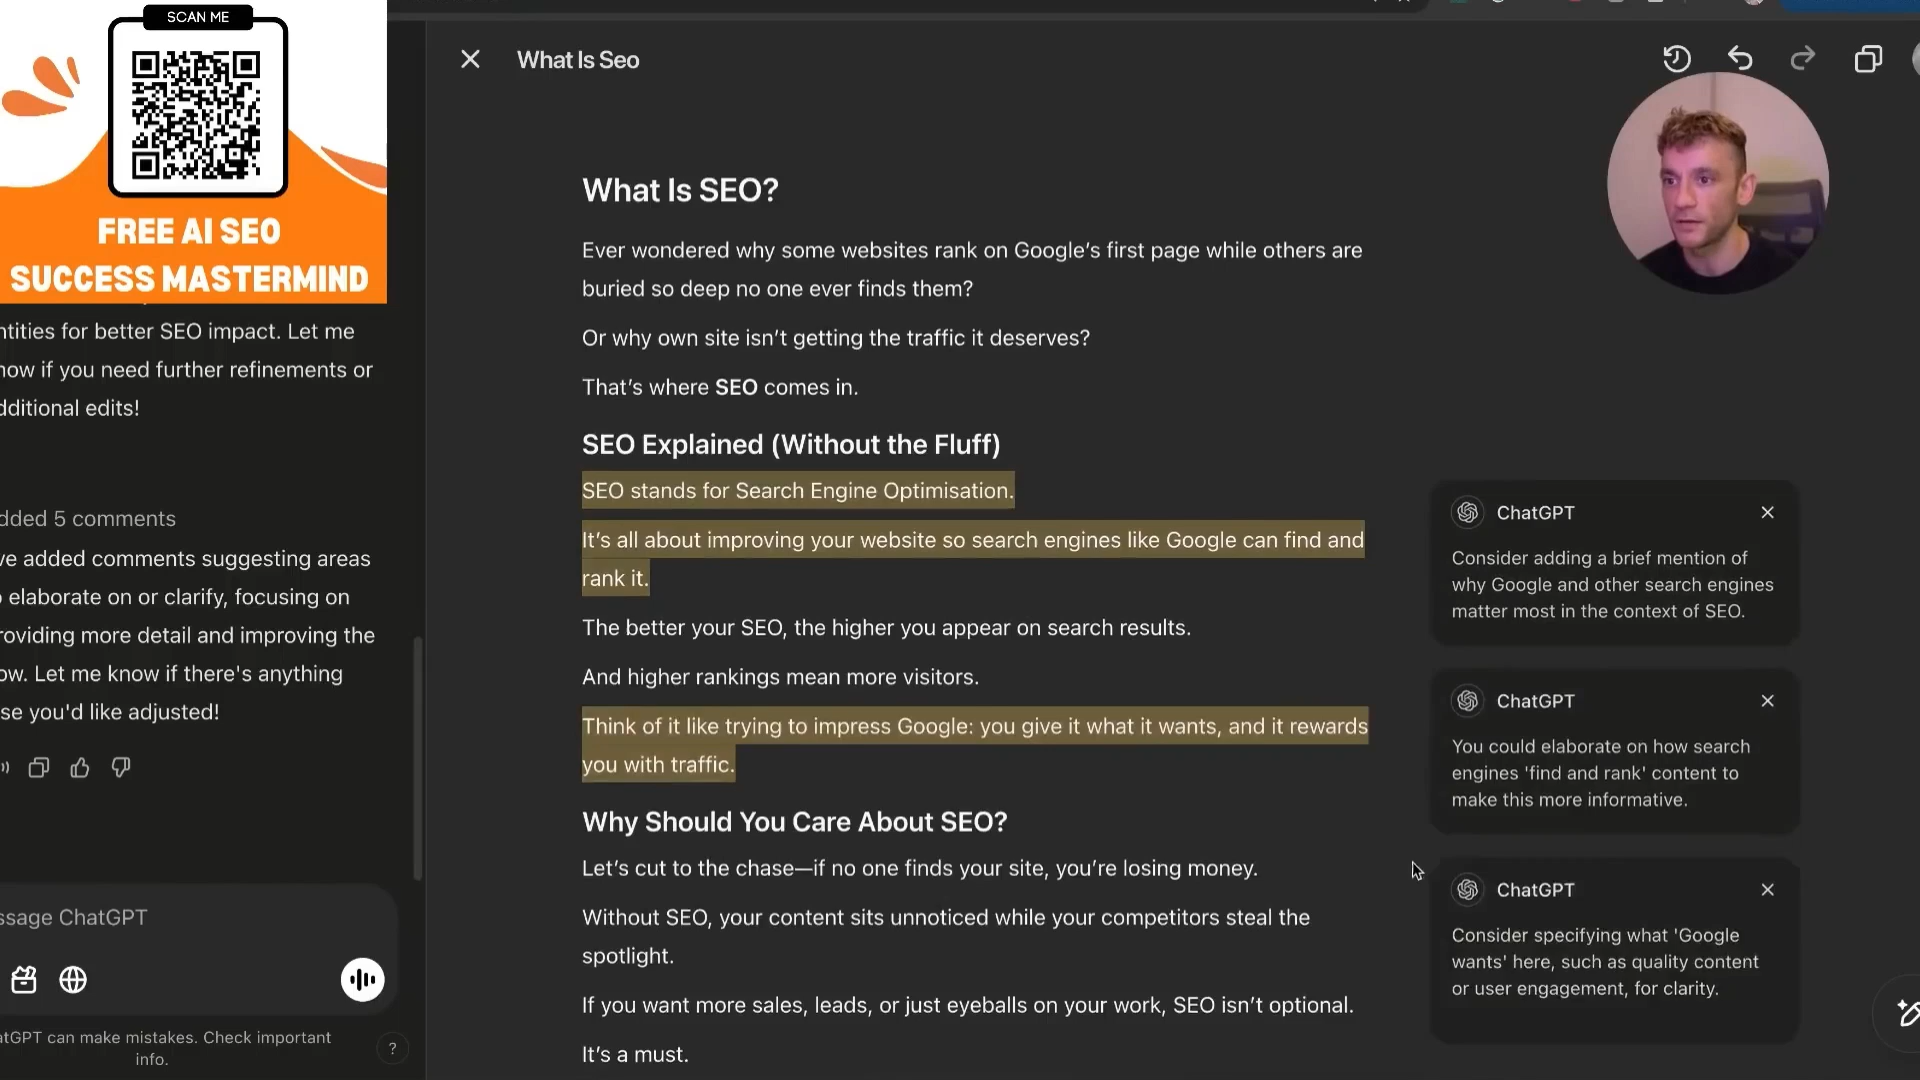 SCAN ME
FREE AI SEO
SUCCESS MASTERMIND
ntities for better SEO impact. Let me
now if you need further refinements or
dditional edits!
dded 5 comments
ve added comments suggesting areas
o elaborate on or clarify, focusing on
roviding more detail and improving the
ow. Let me know if there's anything
se you'd like adjusted!
ssage ChatGPT
atGPT can make mistakes. Check important
info.
?
What Is Seo
What Is SEO?
Ever wondered why some websites rank on Google’s first page while others are
buried so deep no one ever finds them?
Or why own site isn’t getting the traffic it deserves?
That’s where SEO comes in.
SEO Explained (Without the Fluff)
SEO stands for Search Engine Optimisation.
It’s all about improving your website so search engines like Google can find and
rank it.
The better your SEO, the higher you appear on search results.
And higher rankings mean more visitors.
Think of it like trying to impress Google: you give it what it wants, and it rewards
you with traffic.
Why Should You Care About SEO?
Let’s cut to the chase—if no one finds your site, you’re losing money.
Without SEO, your content sits unnoticed while your competitors steal the
spotlight.
If you want more sales, leads, or just eyeballs on your work, SEO isn’t optional.
It’s a must.
ChatGPT
Consider adding a brief mention of
why Google and other search engines
matter most in the context of SEO.
ChatGPT
You could elaborate on how search
engines 'find and rank' content to
make this more informative.
ChatGPT
Consider specifying what 'Google
wants' here, such as quality content
or user engagement, for clarity.